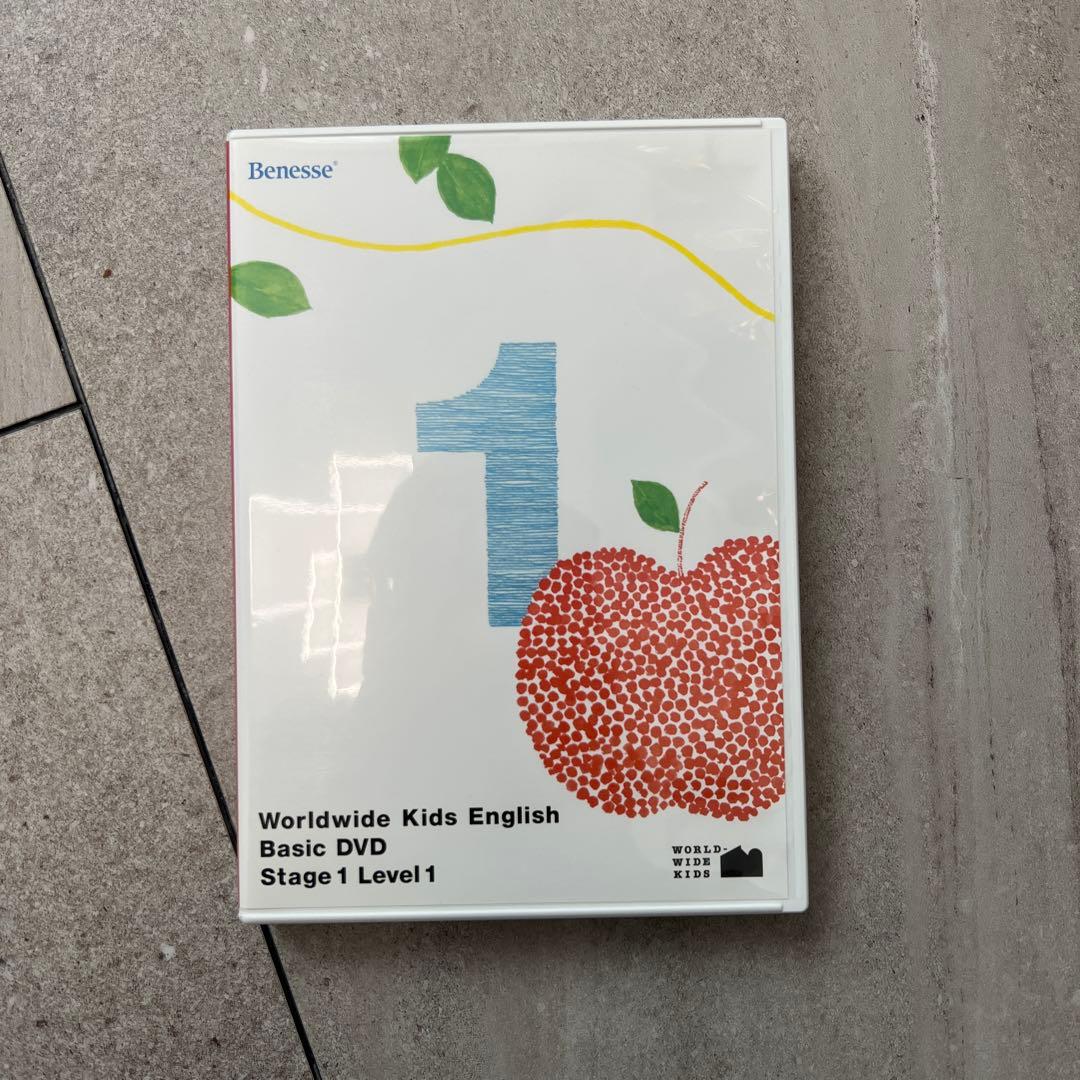 Benesse®
1
Worldwide Kids English
Basic DVD
Stage 1 Level 1
WORLD-
WIDE
KIDS